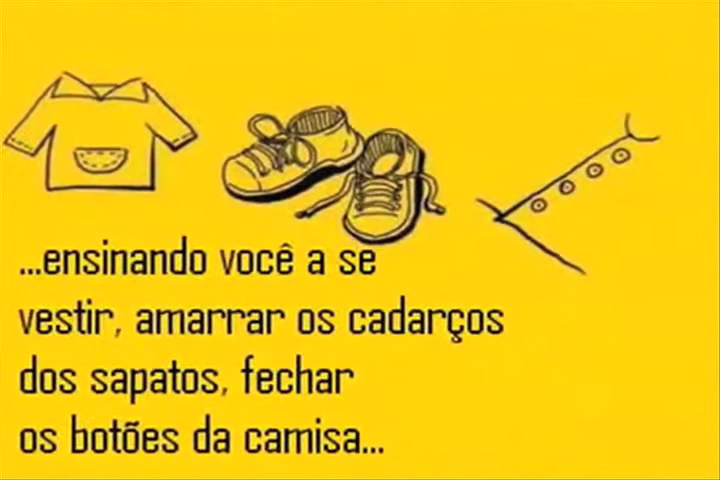 ...ensinando você a se
vestir, amarrar os cadarços
dos sapatos, fechar
os botões da camisa...